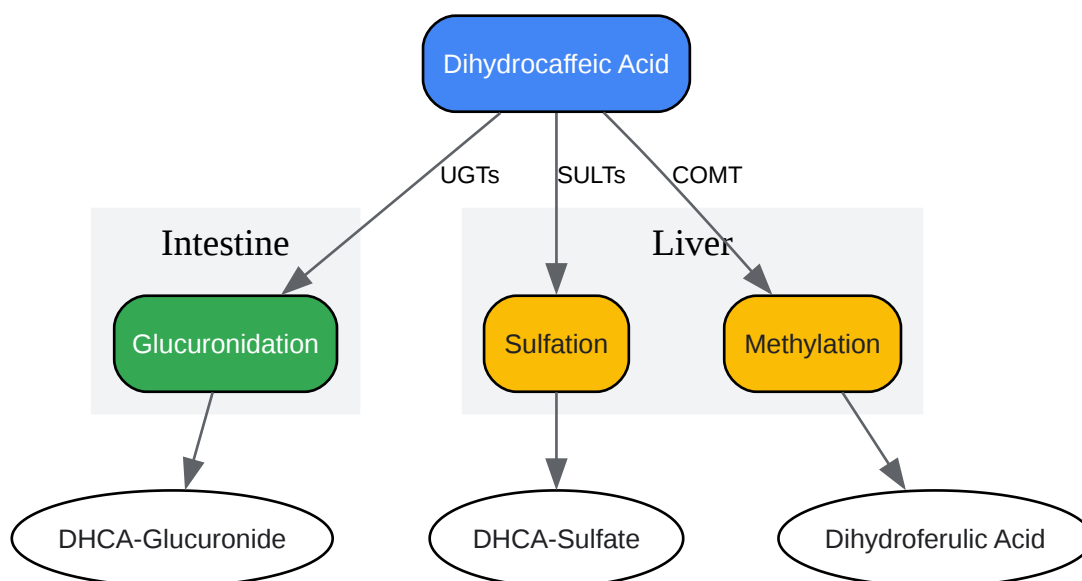 Dihydrocaffeic Acid
UGTs
SULTs
COMT
Intestine
Liver
Glucuronidation
Sulfation
Methylation
DHCA-Glucuronide
DHCA-Sulfate
Dihydroferulic Acid